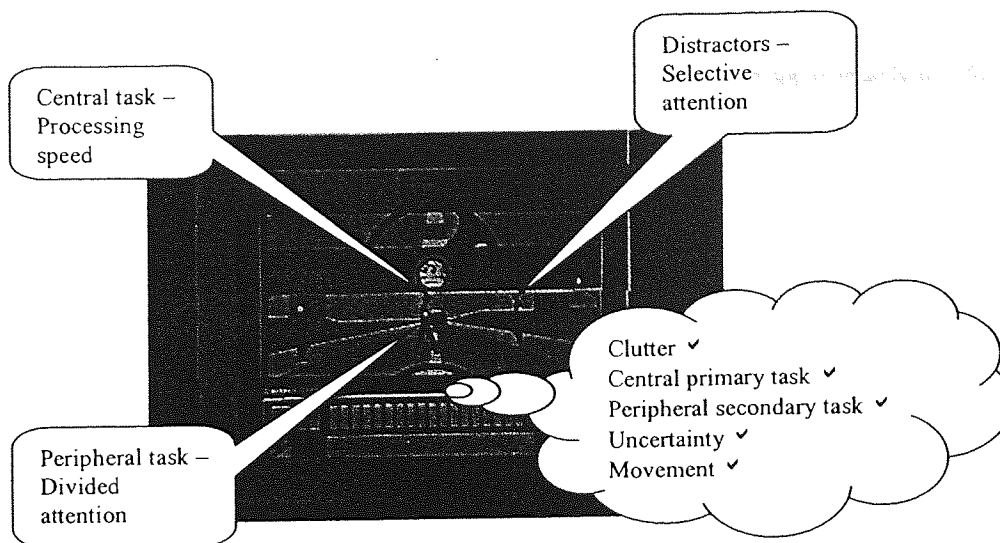 Distractors –
Selective
attention
Central task –
Processing
speed
Clutter ✓
Central primary task ✓
Peripheral secondary task ✓
Uncertainty ✓
Movement ✓
Peripheral task –
Divided
attention